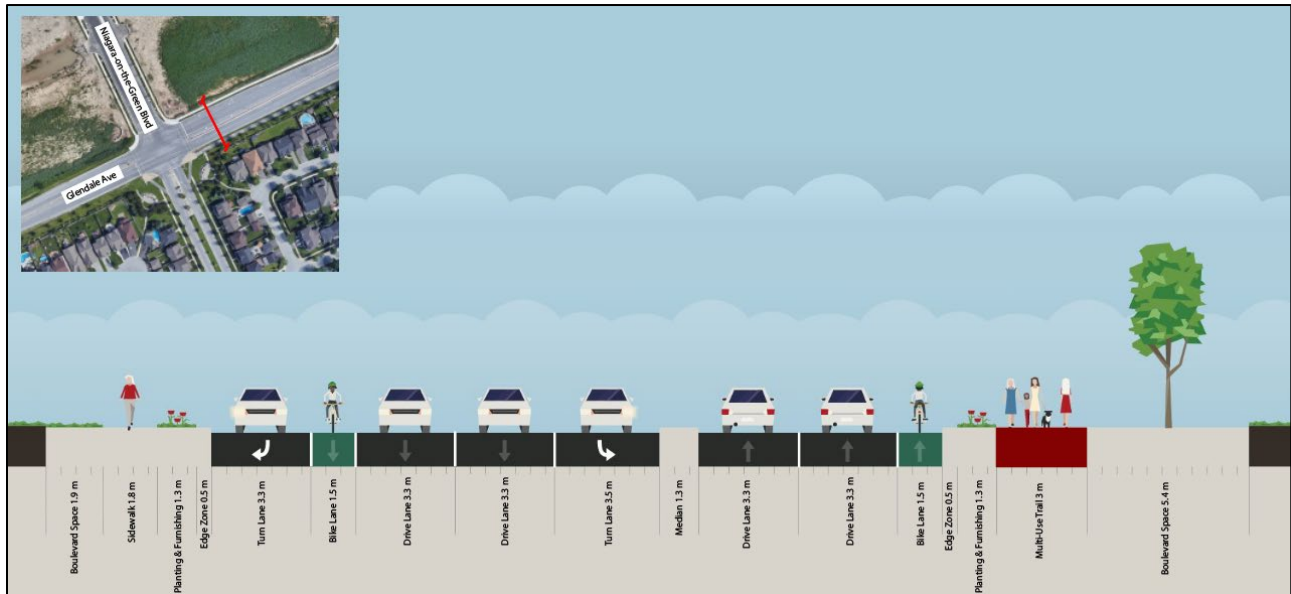 Niagara-on-the-Green Blvd
Glendale Ave
Boulevard Space 1.9 m
Sidewalk 1.8 m
Planting & Furnishing 1.3 m
Edge Zone 0.5 m
Turn Lane 3.3 m
Bike Lane 1.5 m
Drive Lane 3.3 m
Drive Lane 3.3 m
Turn Lane 3.5 m
Median 1.3 m
Drive Lane 3.3 m
Drive Lane 3.3 m
Bike Lane 1.5 m
Edge Zone 0.5 m
Planting & Furnishing 1.3 m
Multi-Use Trail 3 m
Boulevard Space 5.4 m